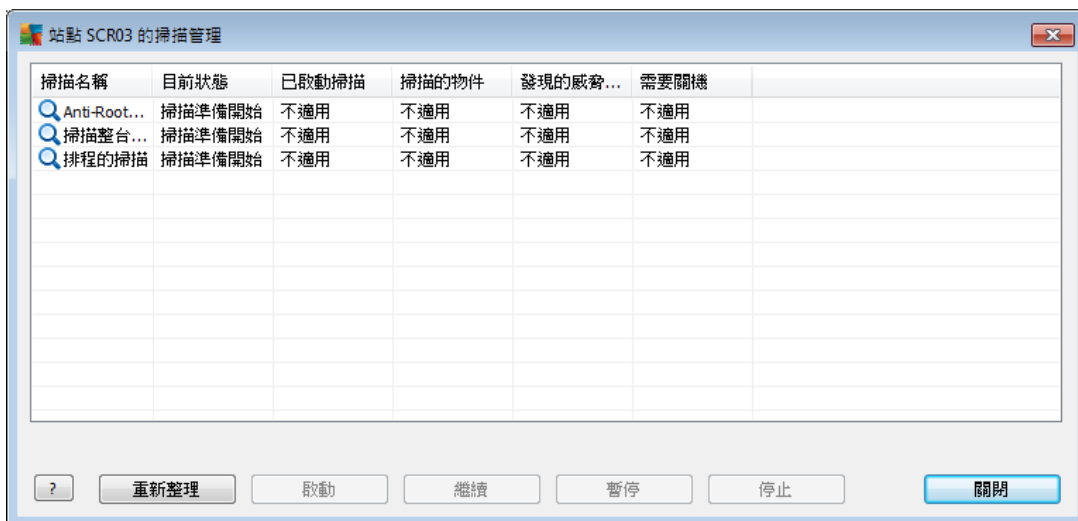 站點 SCR03 的掃描管理
掃描名稱 目前狀態 已啟動掃描 掃描的物件 發現的威脅... 需要關機
Anti-Root... 掃描準備開始 不適用 不適用 不適用 不適用
掃描整台... 掃描準備開始 不適用 不適用 不適用 不適用
排程的掃描 掃描準備開始 不適用 不適用 不適用 不適用
? 重新整理 啟動 繼續 暫停 停止 關閉